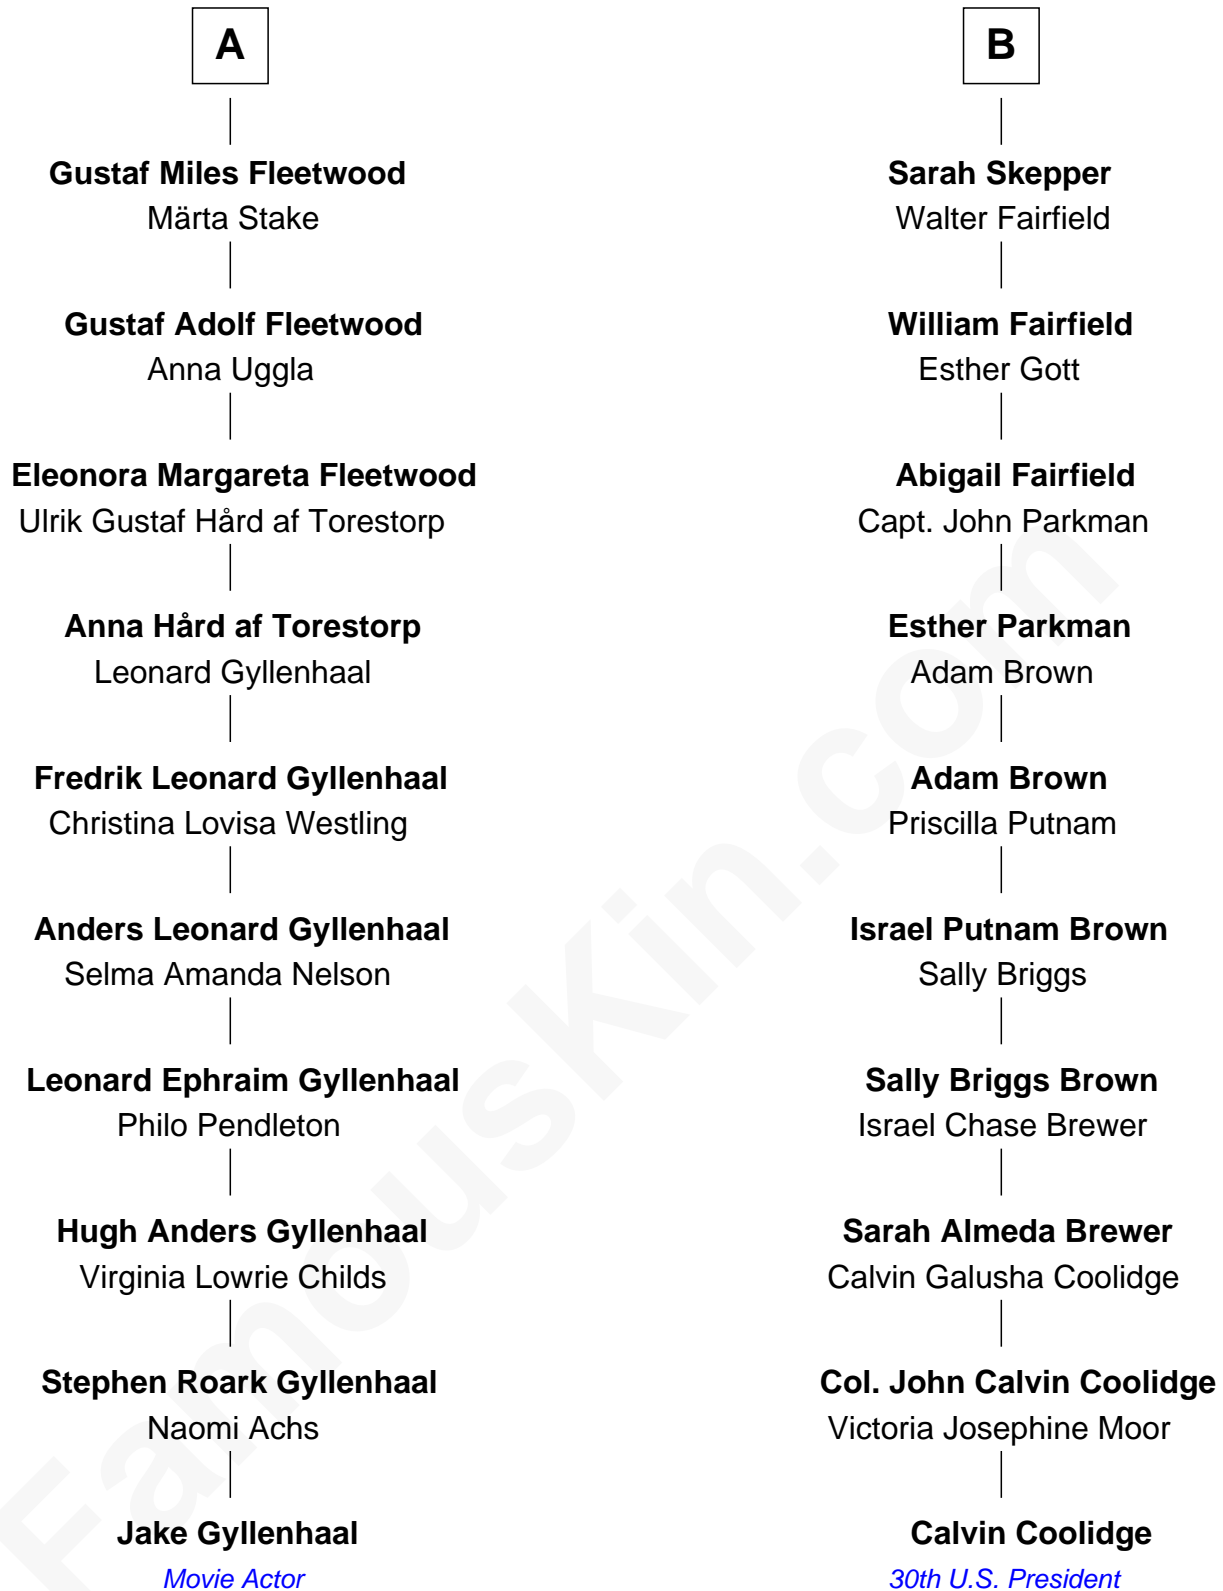 A
Gustaf Miles Fleetwood
Märta Stake
Gustaf Adolf Fleetwood
Anna Uggla
Eleonora Margareta Fleetwood
Ulrik Gustaf Hård af Torestorp
Anna Hård af Torestorp
Leonard Gyllenhaal
Fredrik Leonard Gyllenhaal
Christina Lovisa Westling
Anders Leonard Gyllenhaal
Selma Amanda Nelson
Leonard Ephraim Gyllenhaal
Philo Pendleton
Hugh Anders Gyllenhaal
Virginia Lowrie Childs
Stephen Roark Gyllenhaal
Naomi Achs
Jake Gyllenhaal
Movie Actor
B
Sarah Skepper
Walter Fairfield
William Fairfield
Esther Gott
Abigail Fairfield
Capt. John Parkman
Esther Parkman
Adam Brown
Adam Brown
Priscilla Putnam
Israel Putnam Brown
Sally Briggs
Sally Briggs Brown
Israel Chase Brewer
Sarah Almeda Brewer
Calvin Galusha Coolidge
Col. John Calvin Coolidge
Victoria Josephine Moor
Calvin Coolidge
30th U.S. President
FamousKin.com